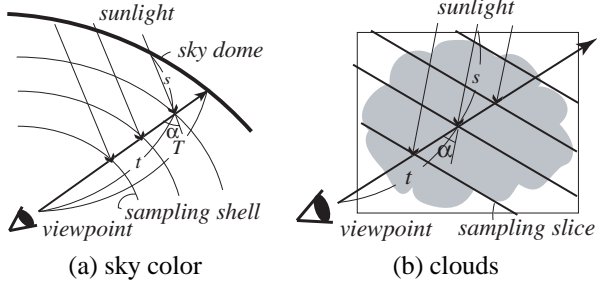 sunlight
sky dome
s
α
T
t
sampling shell
viewpoint
(a) sky color
sunlight
s
α
t
viewpoint
sampling slice
(b) clouds